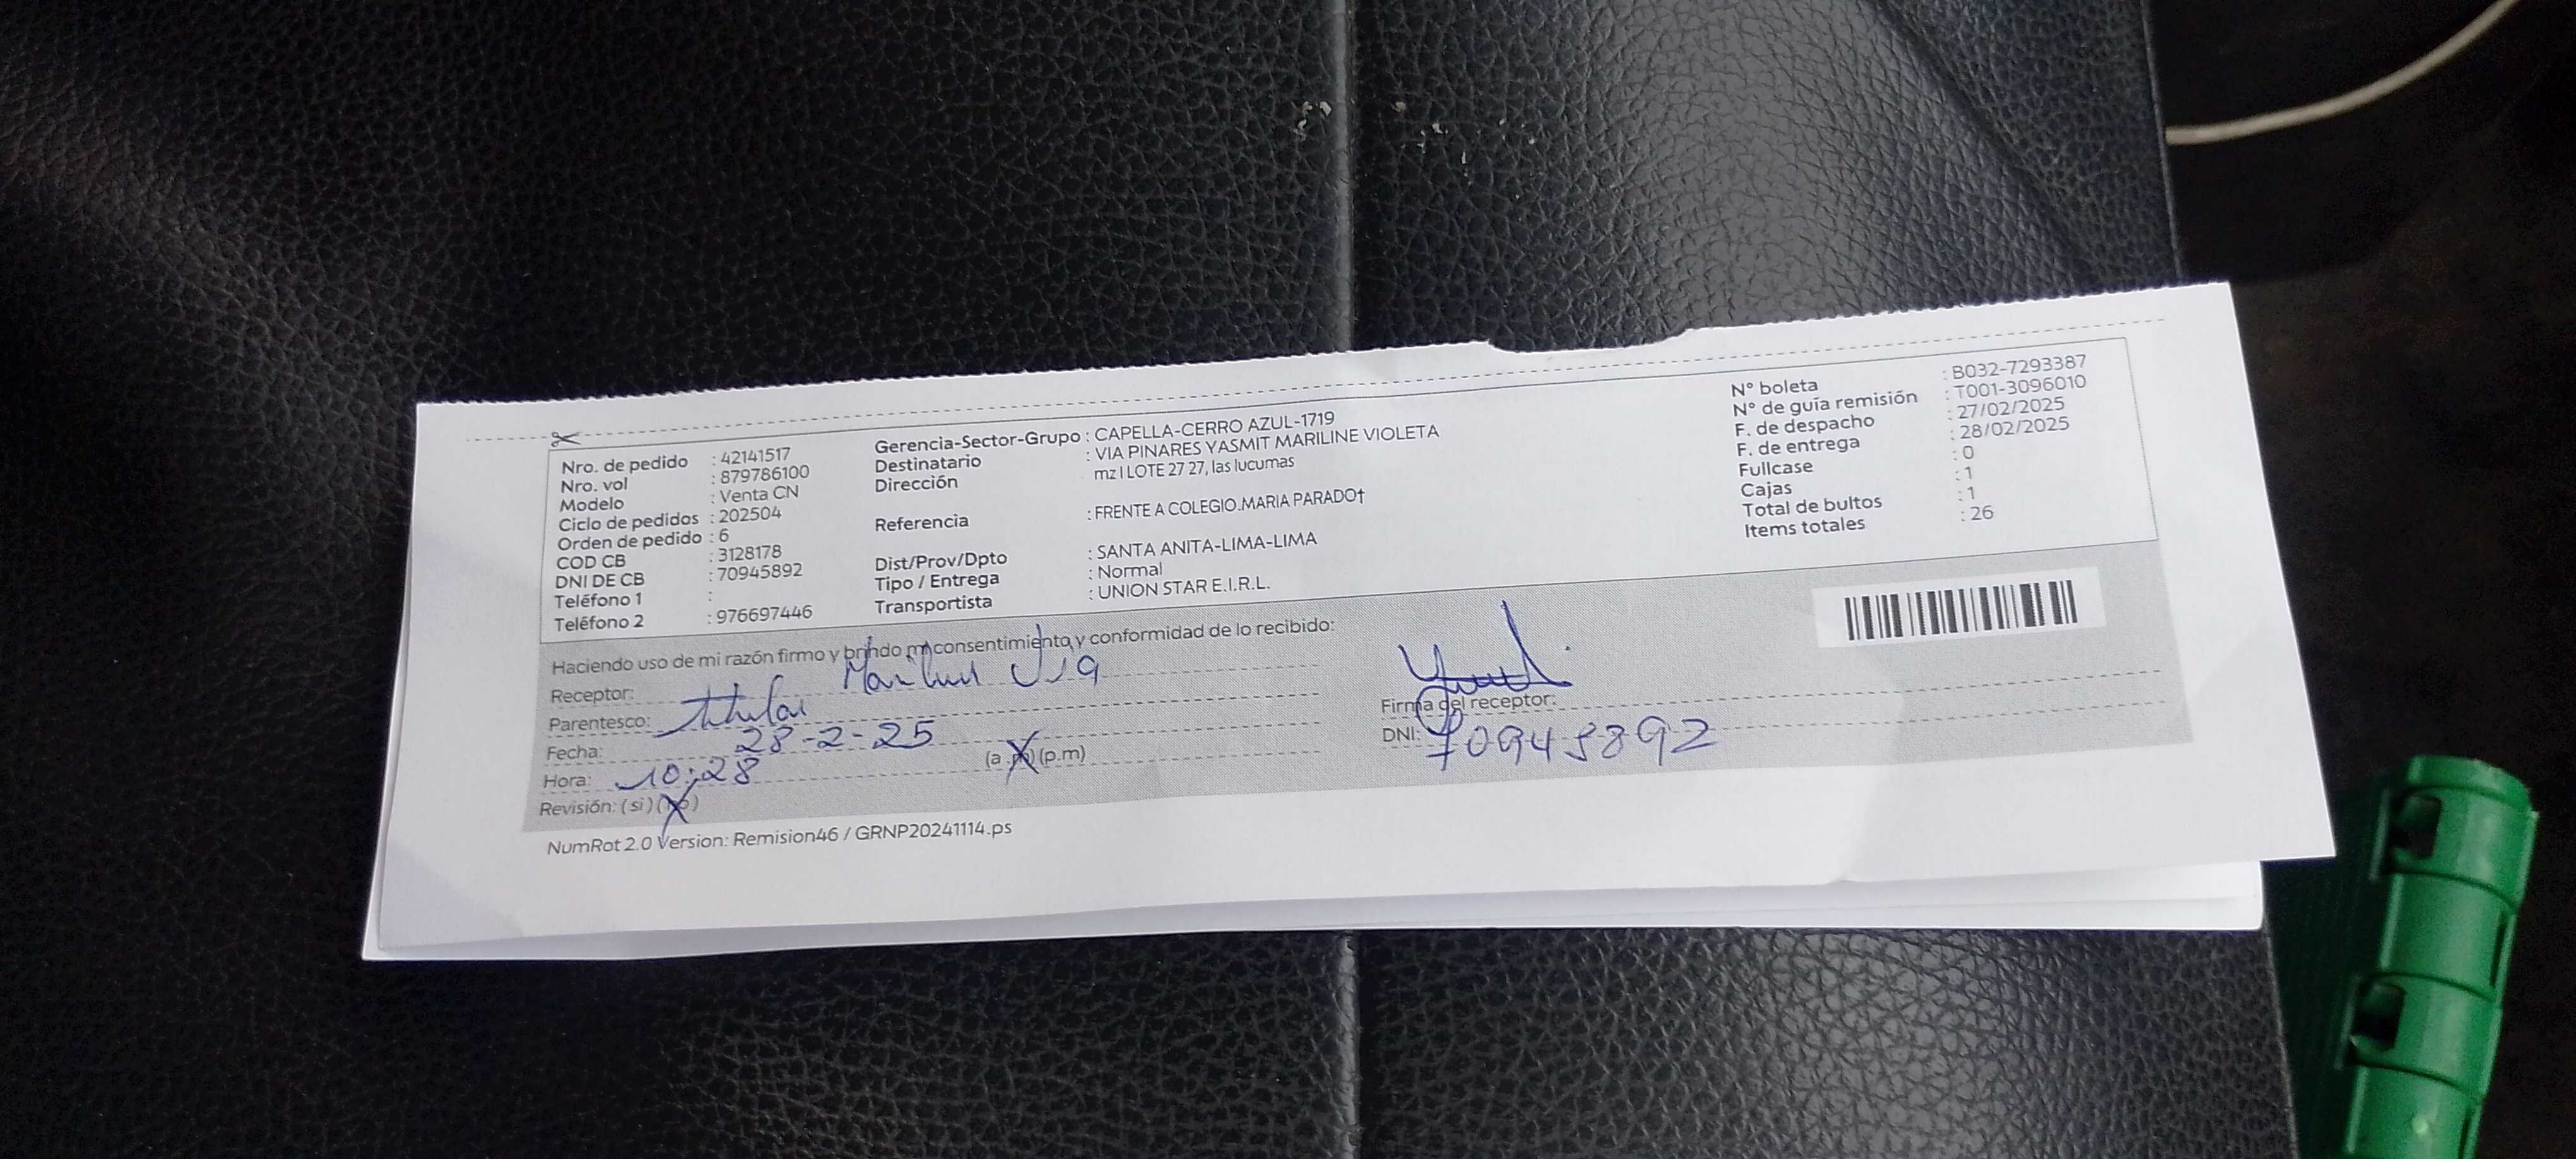 Nro. de pedido : 42141517
Nro. vol : 879786100
Modelo : Venta CN
Ciclo de pedidos : 202504
Orden de pedido : 6
COD CB : 3128178
DNI DE CB : 70945892
Teléfono 1 :
Teléfono 2 : 976697446
Gerencia-Sector-Grupo : CAPELLA-CERRO AZUL-1719
Destinatario : VIA PINARES YASMIT MARILINE VIOLETA
Dirección mz I LOTE 27 27, las lucumas
Referencia : FRENTE A COLEGIO.MARIA PARADO†
Dist/Prov/Dpto : SANTA ANITA-LIMA-LIMA
Tipo / Entrega : Normal
Transportista : UNION STAR E.I.R.L.
N° boleta : B032-7293387
N° de guía remisión : T001-3096010
F. de despacho : 27/02/2025
F. de entrega : 28/02/2025
Fullcase : 0
Cajas : 1
Total de bultos : 1
Items totales : 26
Haciendo uso de mi razón firmo y brindo mi consentimiento y conformidad de lo recibido:
Receptor: Via
Parentesco: titular
Fecha: 28-2-25
Hora: 10:28 (a.m) (p.m)
Revisión: (si) (no)
Firma del receptor:
DNI: 70945892
NumRot 2.0 Version: Remision46 / GRNP20241114.ps